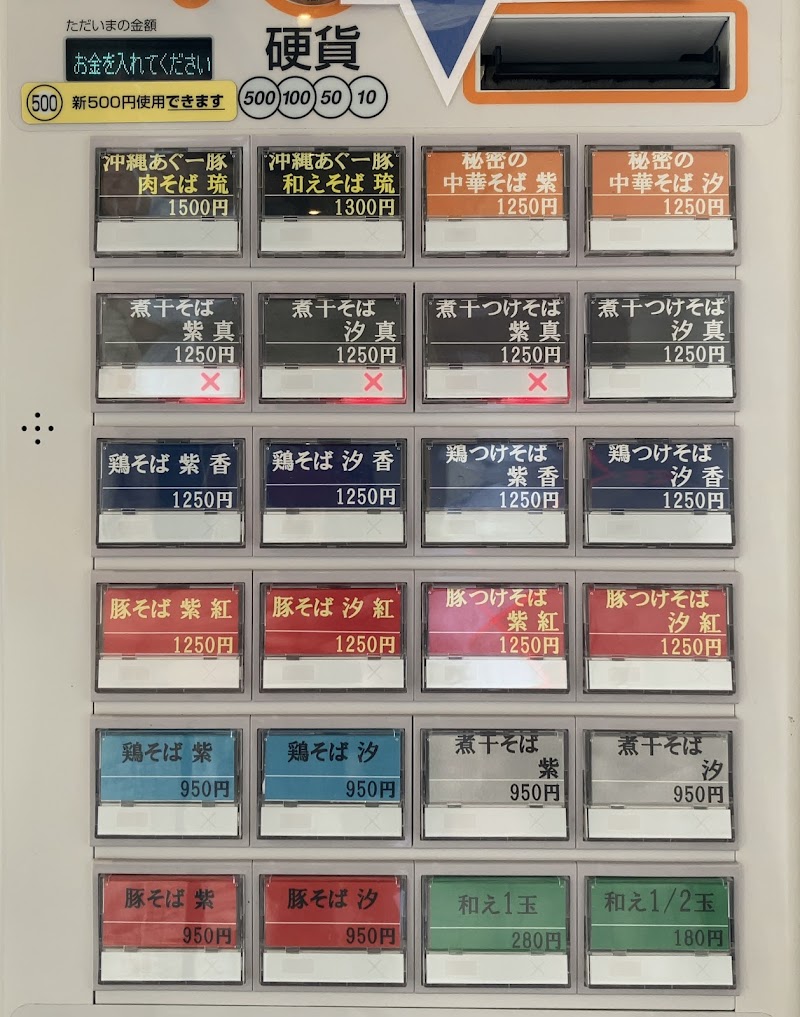 ただいまの金額
お金を入れてください
硬貨
500 新500円使用できます
500 100 50 10
沖縄あぐー豚
肉そば 琉
1500円
沖縄あぐー豚
和えそば 琉
1300円
秘密の
中華そば 紫
1250円
秘密の
中華そば 汐
1250円
煮干そば
紫 真
1250円
煮干そば
汐 真
1250円
煮干つけそば
紫 真
1250円
煮干つけそば
汐 真
1250円
鶏そば 紫 香
1250円
鶏そば 汐 香
1250円
鶏つけそば
紫 香
1250円
鶏つけそば
汐 香
1250円
豚そば 紫 紅
1250円
豚そば 汐 紅
1250円
豚つけそば
紫 紅
1250円
豚つけそば
汐 紅
1250円
鶏そば 紫
950円
鶏そば 汐
950円
煮干そば
紫
950円
煮干そば
汐
950円
豚そば 紫
950円
豚そば 汐
950円
和え1玉
280円
和え1/2玉
180円